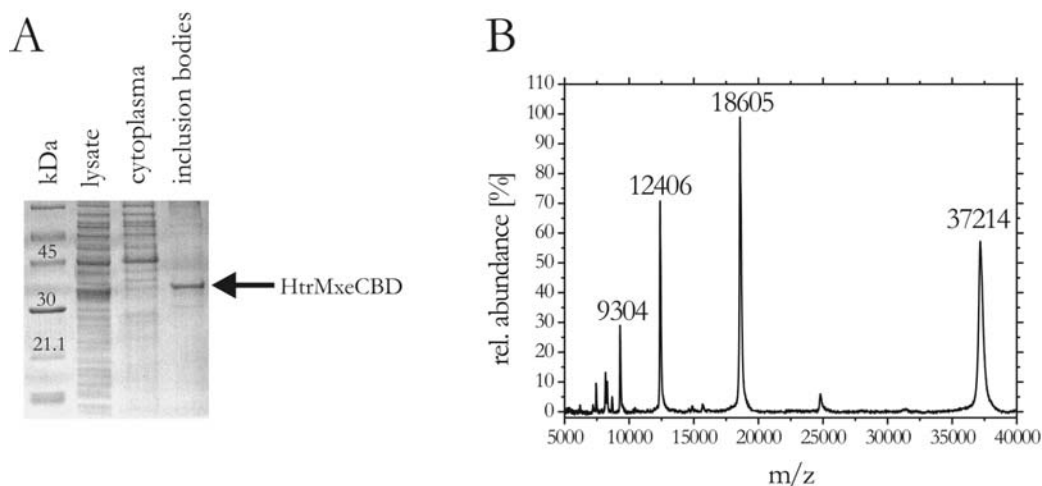 A
kDa
lysate
cytoplasma
inclusion bodies
45
30
21.1
HtrMxeCBD
B
rel. abundance [%]
110
100
90
80
70
60
50
40
30
20
10
0
9304
12406
18605
37214
5000 10000 15000 20000 25000 30000 35000 40000
m/z